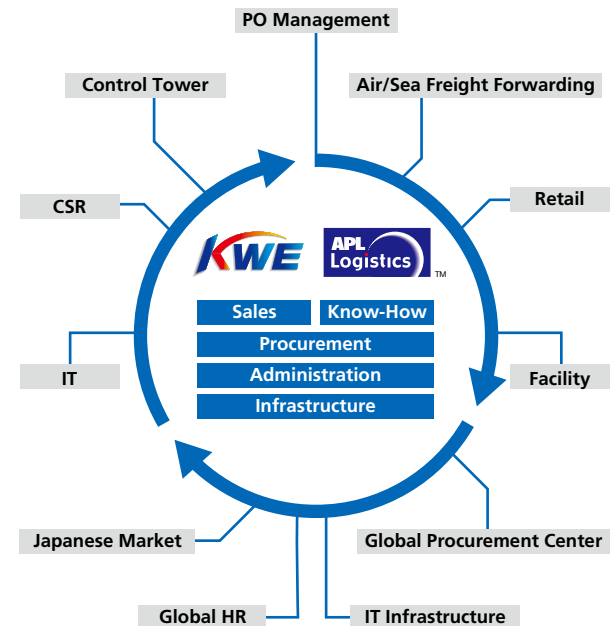 PO Management
Control Tower
Air/Sea Freight Forwarding
CSR
Retail
KWE
APL
Logistics
TM
Sales
Know-How
Procurement
Administration
Infrastructure
IT
Facility
Japanese Market
Global Procurement Center
Global HR
IT Infrastructure